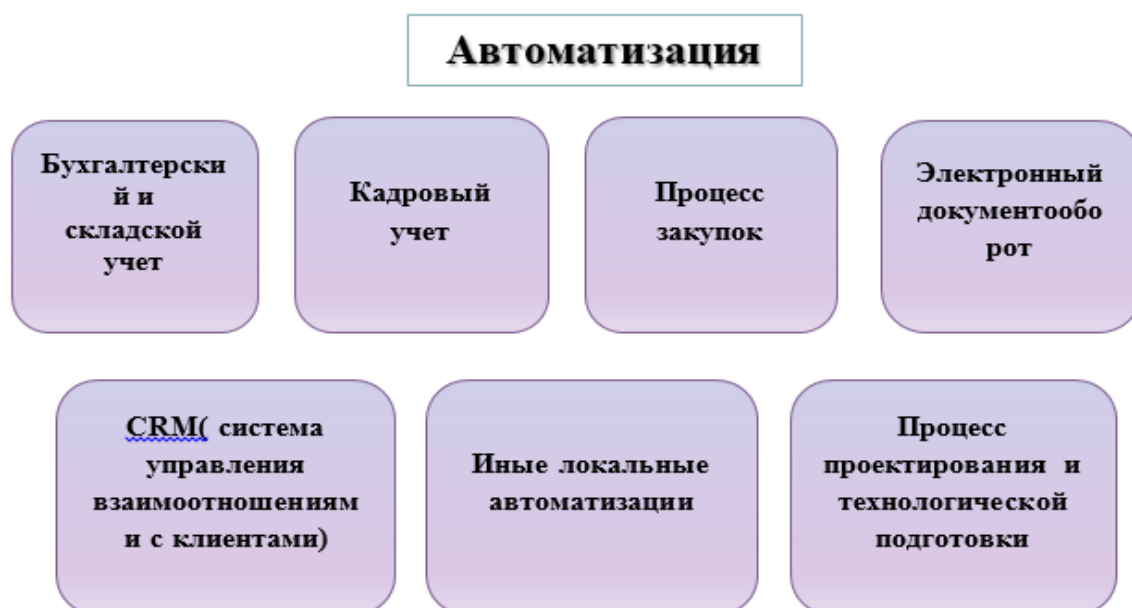 Автоматизация
Бухгалтерски
й и
складской
учет
Кадровый
учет
Процесс
закупок
Электронный
документообо
рот
CRM( система
управления
взаимоотношениям
и с клиентами)
Иные локальные
автоматизации
Процесс
проектирования и
технологической
подготовки